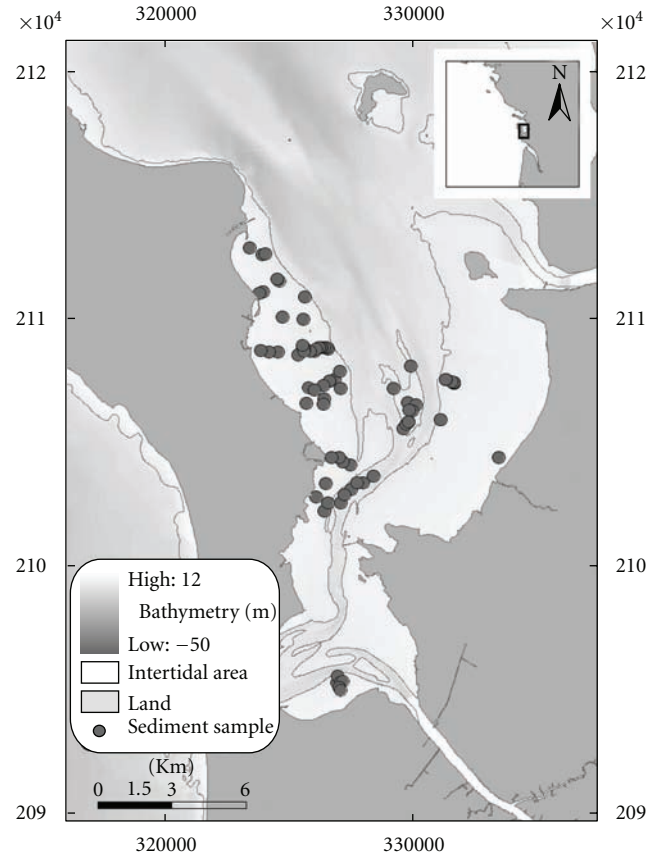 320000 330000
×10⁴ ×10⁴
212 212
N
211 211
210 210
High: 12
Bathymetry (m)
Low: −50
Intertidal area
Land
Sediment sample
(Km)
0 1.5 3 6
209 209
320000 330000